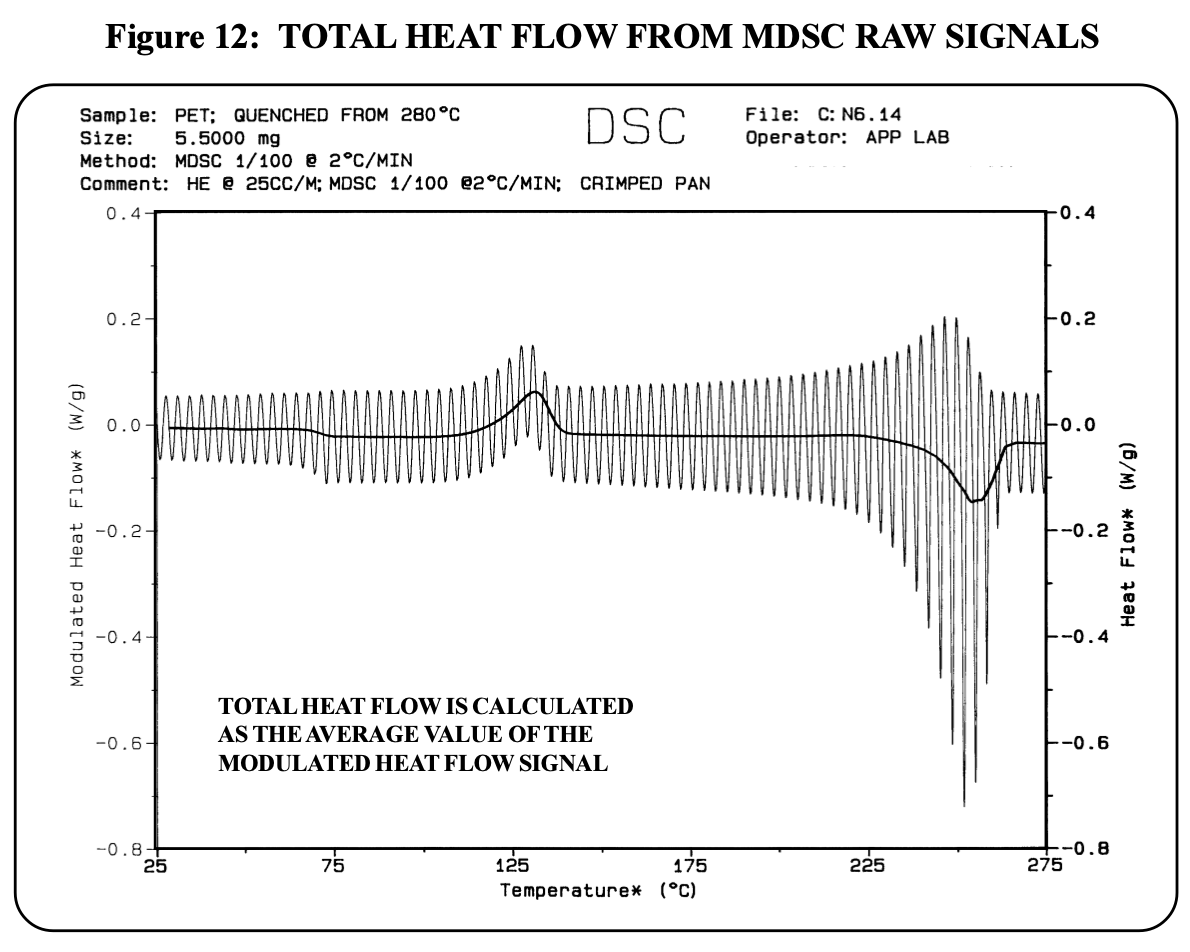 Figure 12: TOTAL HEAT FLOW FROM MDSC RAW SIGNALS
Sample: PET; QUENCHED FROM 280°C
Size: 5.5000 mg
Method: MDSC 1/100 @ 2°C/MIN
Comment: HE @ 25CC/M; MDSC 1/100 @2°C/MIN; CRIMPED PAN
DSC
File: C:N6.14
Operator: APP LAB
0.4
0.2
0.0
-0.2
-0.4
-0.6
-0.8
Modulated Heat Flow* (W/g)
TOTAL HEAT FLOW IS CALCULATED
AS THE AVERAGE VALUE OF THE
MODULATED HEAT FLOW SIGNAL
0.4
0.2
0.0
-0.2
-0.4
-0.6
-0.8
Heat Flow* (W/g)
25 75 125 175 225 275
Temperature* (°C)